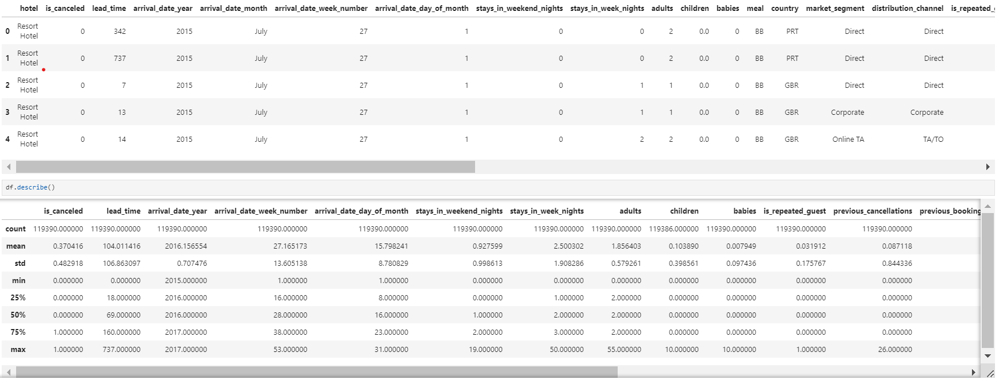 hotel is_canceled lead_time arrival_date_year arrival_date_month arrival_date_week_number arrival_date_day_of_month stays_in_weekend_nights stays_in_week_nights adults children babies meal country market_segment distribution_channel is_repeated_
0 Resort Hotel 0 342 2015 July 27 1 0 0 2 0.0 0 BB PRT Direct Direct
1 Resort Hotel 0 737 2015 July 27 1 0 0 2 0.0 0 BB PRT Direct Direct
2 Resort Hotel 0 7 2015 July 27 1 0 1 1 0.0 0 BB GBR Direct Direct
3 Resort Hotel 0 13 2015 July 27 1 0 1 1 0.0 0 BB GBR Corporate Corporate
4 Resort Hotel 0 14 2015 July 27 1 0 2 2 0.0 0 BB GBR Online TA TA/TO
df.describe()
is_canceled lead_time arrival_date_year arrival_date_week_number arrival_date_day_of_month stays_in_weekend_nights stays_in_week_nights adults children babies is_repeated_guest previous_cancellations previous_booking
count 119390.000000 119390.000000 119390.000000 119390.000000 119390.000000 119390.000000 119390.000000 119390.000000 119386.000000 119390.000000 119390.000000 119390.000000
mean 0.370416 104.011416 2016.156554 27.165173 15.798241 0.927599 2.500302 1.856403 0.103890 0.007949 0.031912 0.087118
std 0.482918 106.863097 0.707476 13.605138 8.780829 0.998613 1.908286 0.579261 0.398561 0.097436 0.175767 0.844336
min 0.000000 0.000000 2015.000000 1.000000 1.000000 0.000000 0.000000 0.000000 0.000000 0.000000 0.000000 0.000000
25% 0.000000 18.000000 2016.000000 16.000000 8.000000 0.000000 1.000000 2.000000 0.000000 0.000000 0.000000 0.000000
50% 0.000000 69.000000 2016.000000 28.000000 16.000000 1.000000 2.000000 2.000000 0.000000 0.000000 0.000000 0.000000
75% 1.000000 160.000000 2017.000000 38.000000 23.000000 2.000000 3.000000 2.000000 0.000000 0.000000 0.000000 0.000000
max 1.000000 737.000000 2017.000000 53.000000 31.000000 19.000000 50.000000 55.000000 10.000000 10.000000 1.000000 26.000000